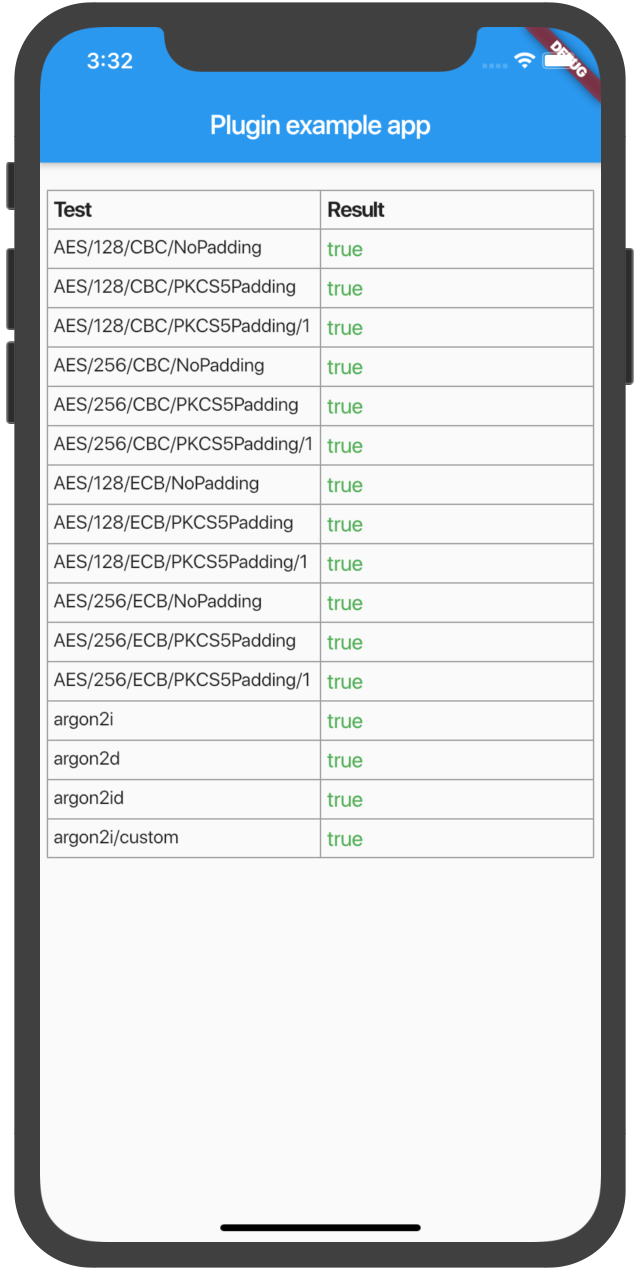 3:32
DEBUG
Plugin example app
Test Result
AES/128/CBC/NoPadding true
AES/128/CBC/PKCS5Padding true
AES/128/CBC/PKCS5Padding/1 true
AES/256/CBC/NoPadding true
AES/256/CBC/PKCS5Padding true
AES/256/CBC/PKCS5Padding/1 true
AES/128/ECB/NoPadding true
AES/128/ECB/PKCS5Padding true
AES/128/ECB/PKCS5Padding/1 true
AES/256/ECB/NoPadding true
AES/256/ECB/PKCS5Padding true
AES/256/ECB/PKCS5Padding/1 true
argon2i true
argon2d true
argon2id true
argon2i/custom true